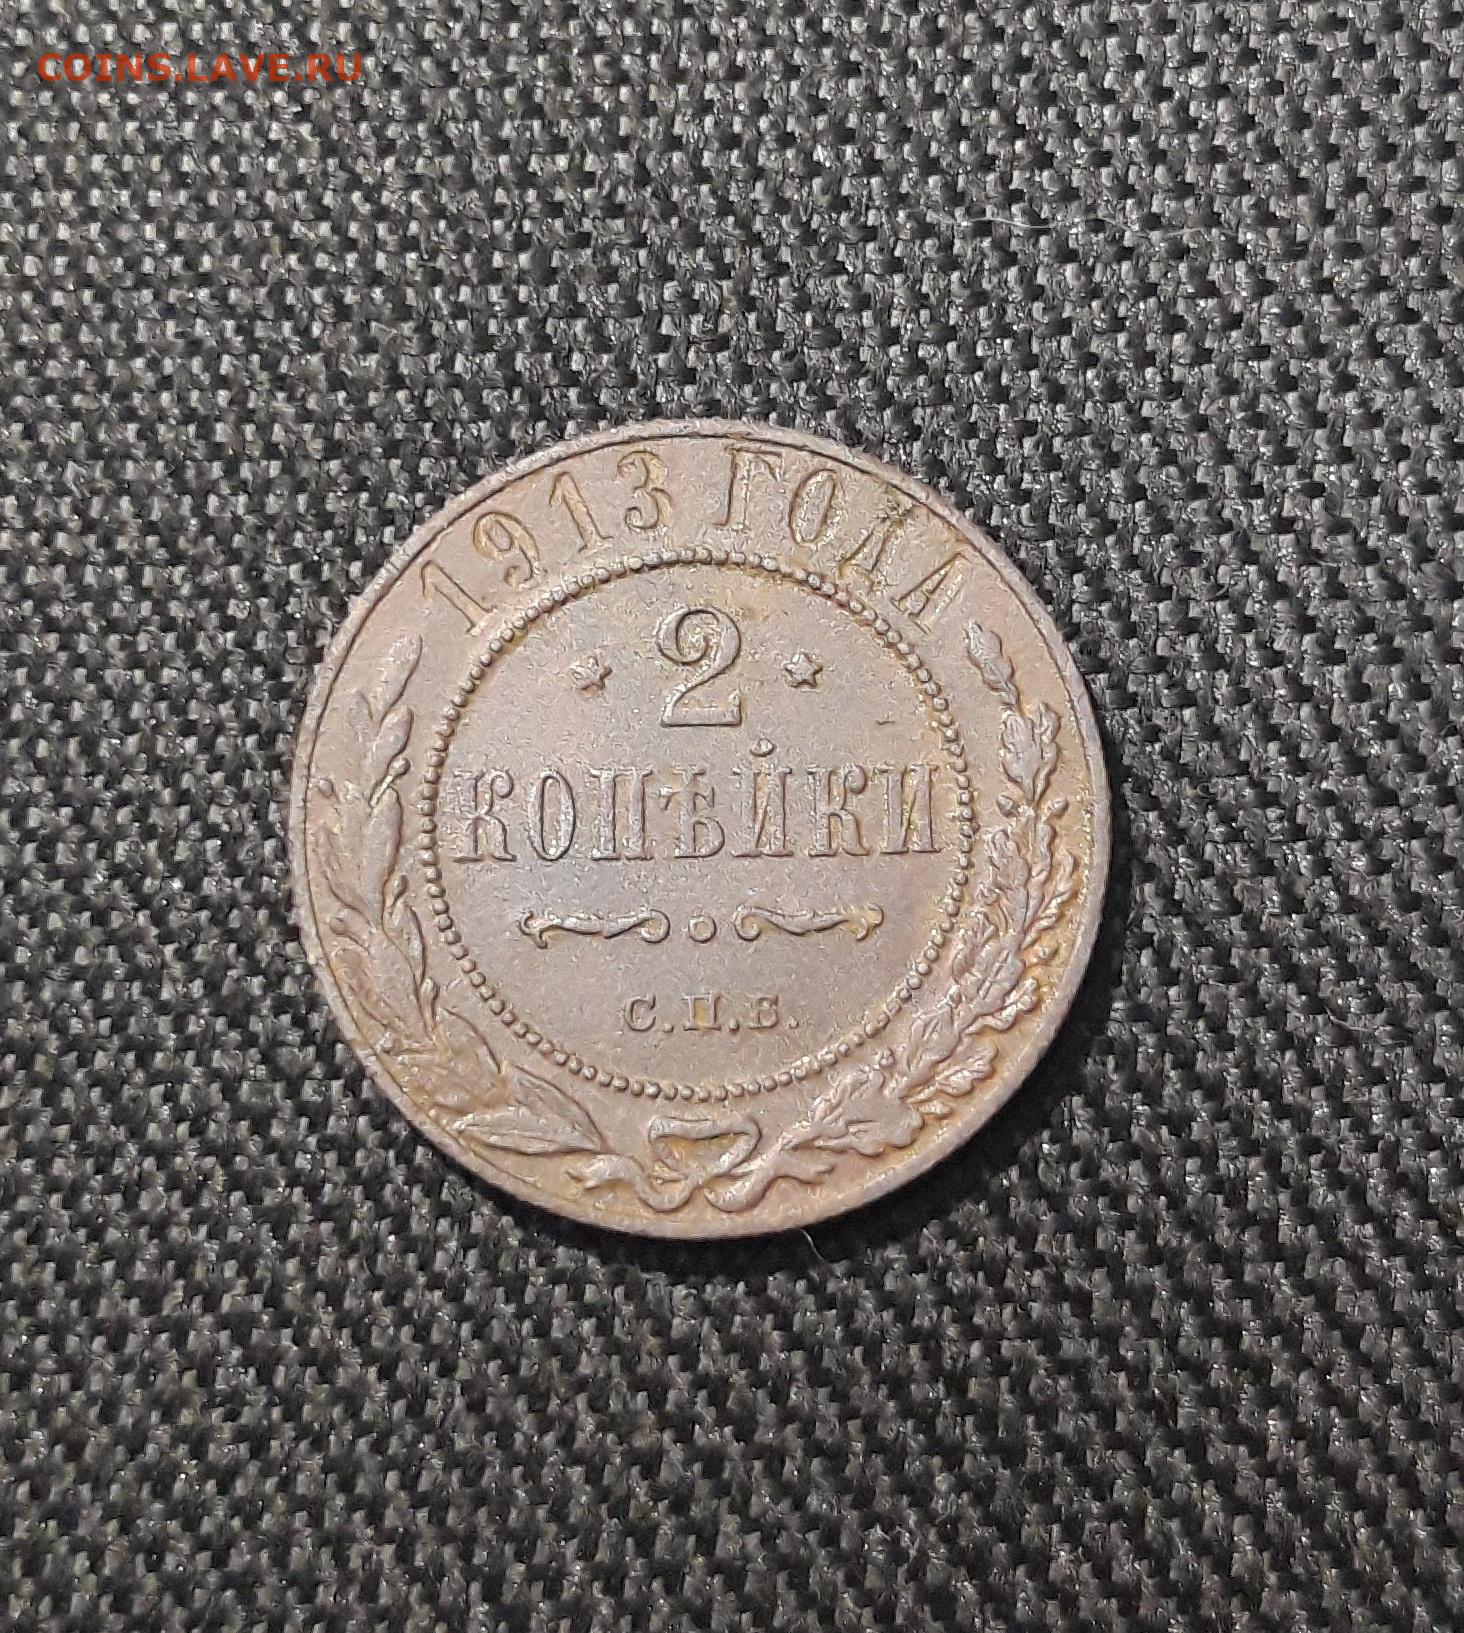 COINS.LAVE.RU
1913 ГОДА
2
КОПѢЙКИ
С.П.Б.